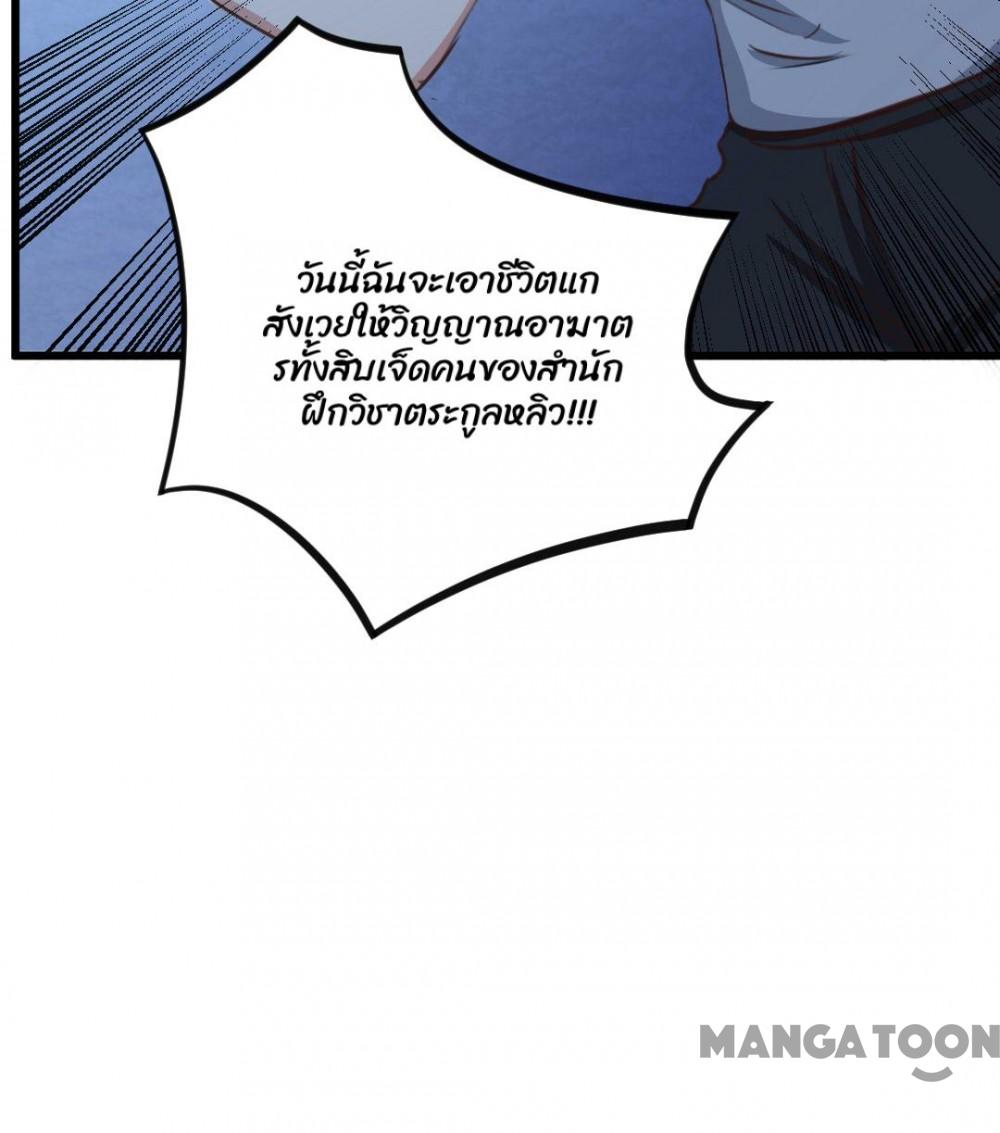 วันนี้ฉันจะเอาชีวิตแก
สังเวยให้วิญญาณอาฆาต
รทั้งสิบเจ็ดคนของสำนัก
ฝึกวิชาตระกูลหลิว!!!
MANGATOON